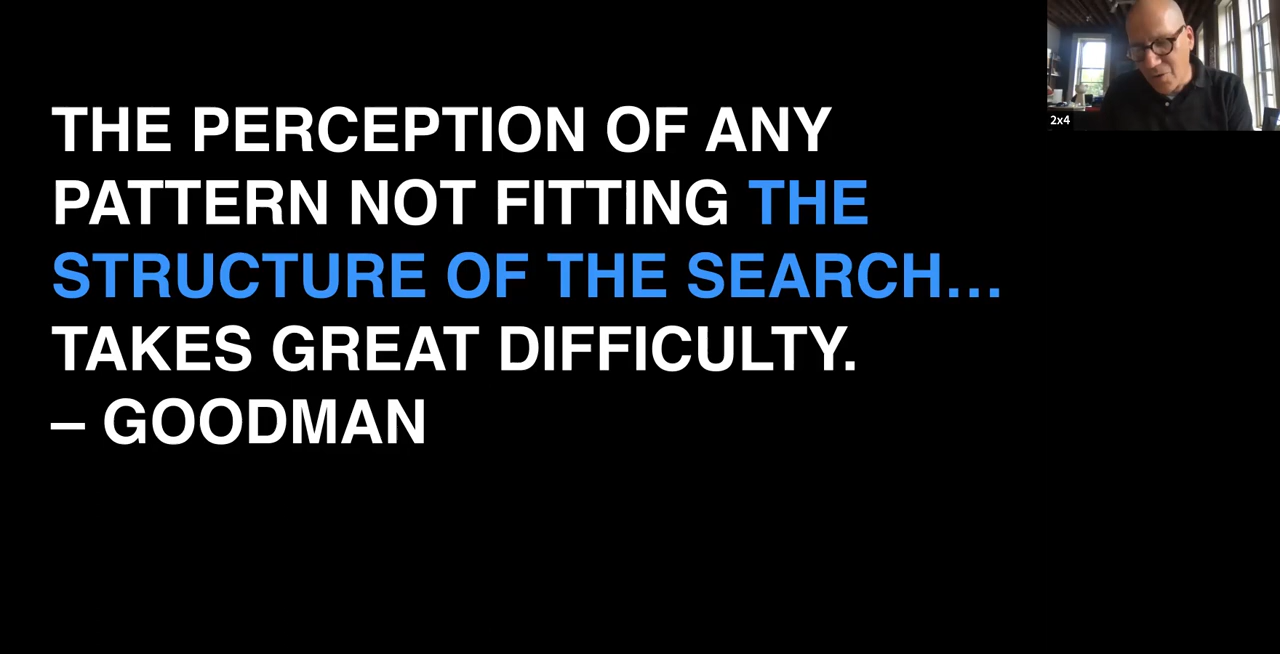 THE PERCEPTION OF ANY
PATTERN NOT FITTING THE
STRUCTURE OF THE SEARCH...
TAKES GREAT DIFFICULTY.
– GOODMAN
2x4